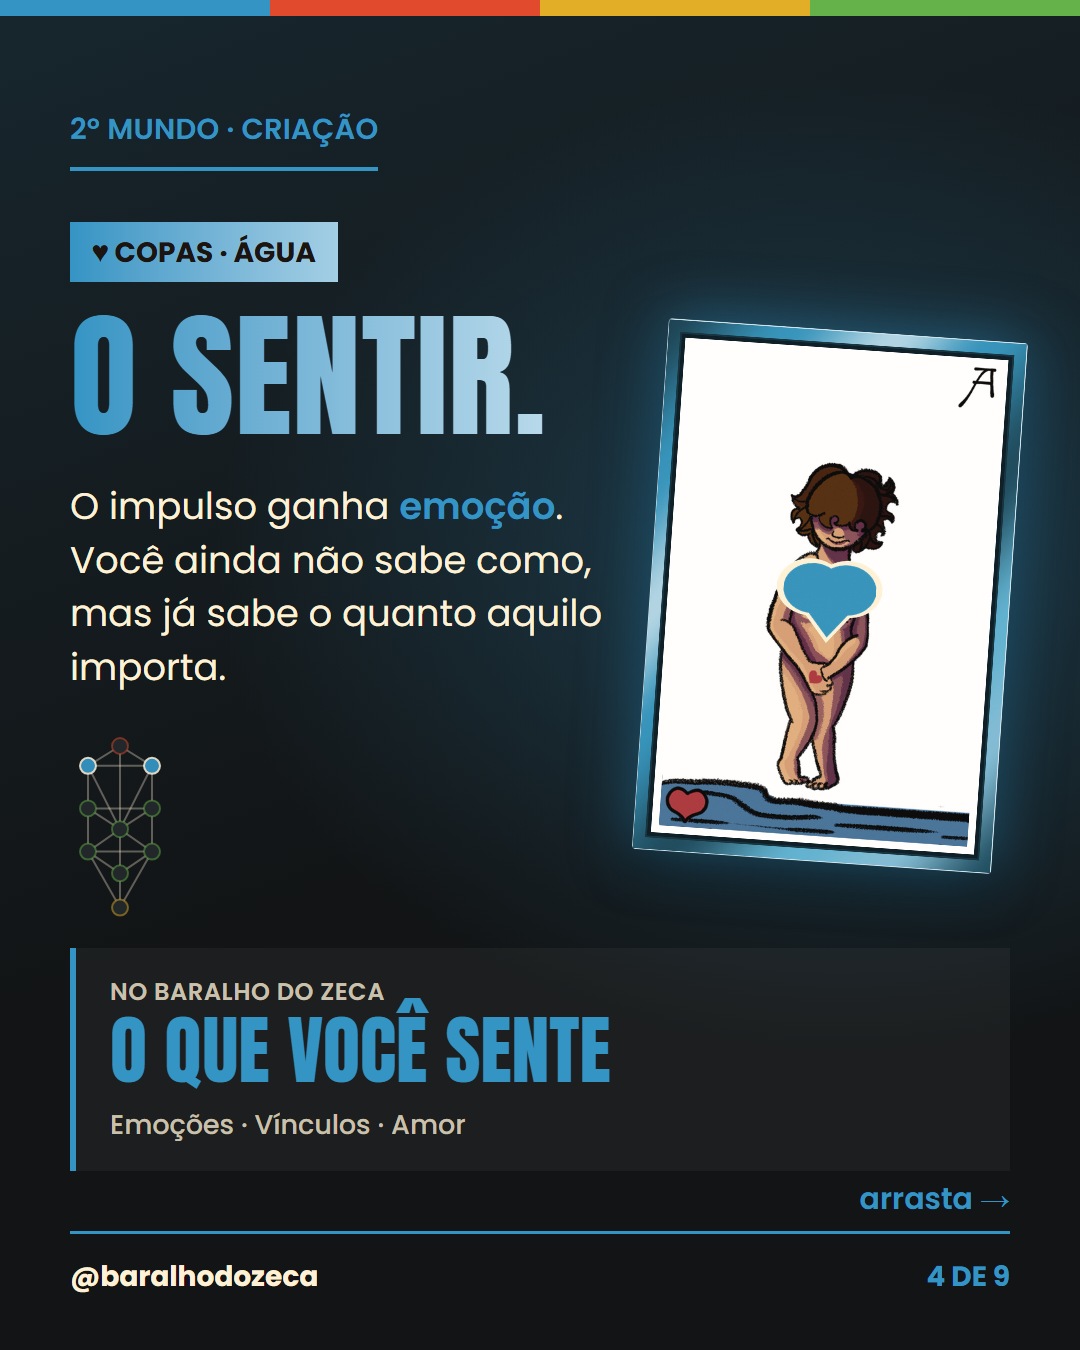 2º MUNDO · CRIAÇÃO
♥ COPAS · ÁGUA
O SENTIR.
O impulso ganha emoção.
Você ainda não sabe como,
mas já sabe o quanto aquilo
importa.
A
NO BARALHO DO ZECA
O QUE VOCÊ SENTE
Emoções · Vínculos · Amor
arrasta →
@baralhodozeca
4 DE 9